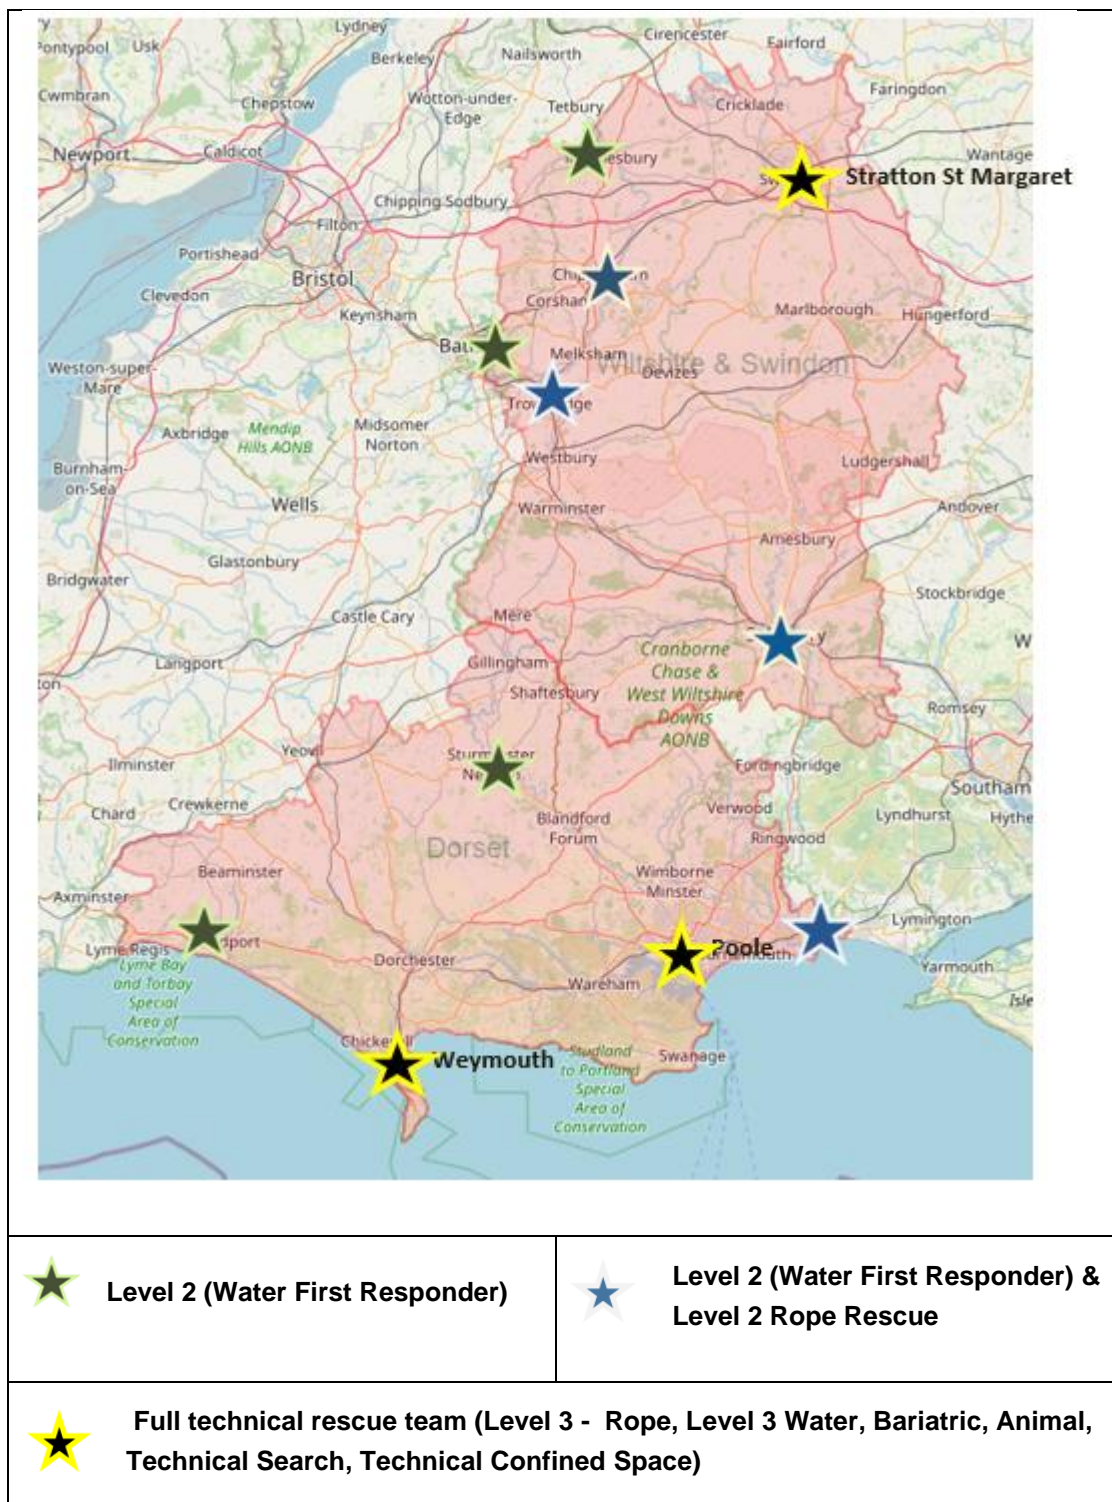 Lydney
Cirencester
Fairford
Pontypool
Usk
Berkeley
Nailsworth
Cwmbran
Chepstow
Wotton-under-
Edge
Tetbury
Cricklade
Faringdon
Newport
Caldicot
Wantage
Stratton St Margaret
Chipping Sodbury
Filton
Portishead
Bristol
Clevedon
Keynsham
Corsham
Marlborough
Hungerford
Melksham
Wiltshire & Swindon
Devizes
Weston-super-
Mare
Axbridge
Mendip
Hills AONB
Midsomer
Norton
Westbury
Ludgershall
Burnham-
on-Sea
Wells
Warminster
Andover
Amesbury
Glastonbury
Bridgwater
Stockbridge
Castle Cary
Mere
Langport
Gillingham
Cranborne
Chase &
West Wiltshire
Downs
AONB
Shaftesbury
Romsey
Yeovil
Ilminster
Fordingbridge
Southam
Chard
Crewkerne
Blandford
Forum
Verwood
Ringwood
Lyndhurst
Hythe
Dorset
Beaminster
Wimborne
Minster
Axminster
Lymington
Lyme Regis
Lyme Bay
and Torbay
Special
Area of
Conservation
Dorchester
Poole
Wareham
Yarmouth
Isle
Weymouth
Studland
to Portland
Special
Area of
Conservation
Swanage
Level 2 (Water First Responder)
Level 2 (Water First Responder) &
Level 2 Rope Rescue
Full technical rescue team (Level 3 - Rope, Level 3 Water, Bariatric, Animal,
Technical Search, Technical Confined Space)